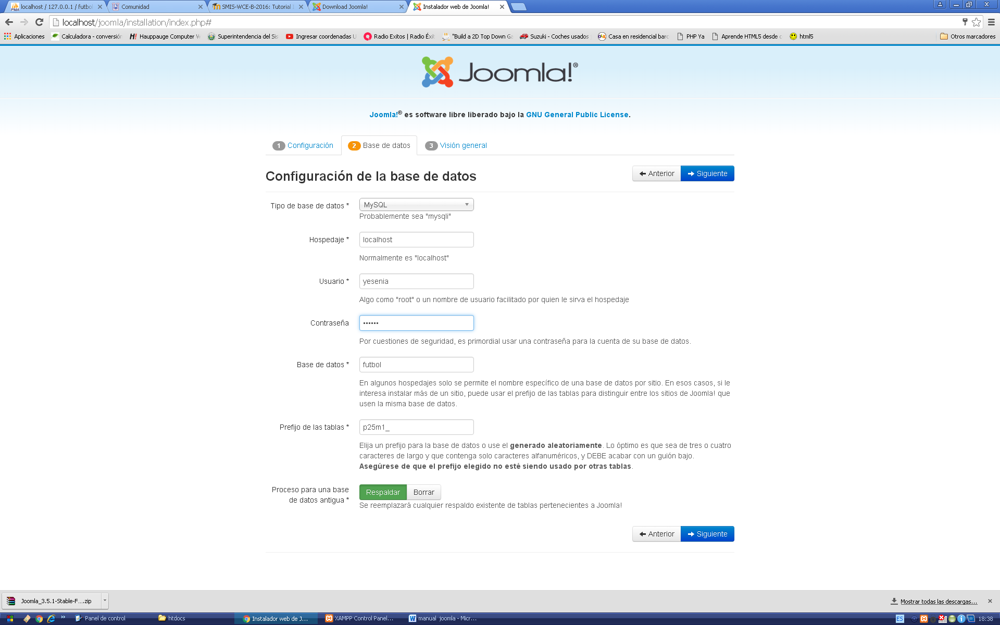 localhost / 127.0.0.1 / futbol
Comunidad
SMIS-WCE-B-2016: Tutorial
Download Joomla!
Instalador web de Joomla!
localhost/joomla/installation/index.php#
Aplicaciones
Calculadora - conversión
Hauppauge Computer
Superintendencia del Sis
Ingresar coordenadas
Radio Exitos | Radio Éxit
"Build a 2D Top Down Ga
Suzuki - Coches usados
Casa en residencial barc
PHP Ya
Aprende HTML5 desde
html5
Otros marcadores
Joomla!®
Joomla!® es software libre liberado bajo la GNU General Public License.
1 Configuración
2 Base de datos
3 Visión general
Configuración de la base de datos
Anterior
Siguiente
Tipo de base de datos *
MySQL
Probablemente sea "mysqli"
Hospedaje *
localhost
Normalmente es "localhost"
Usuario *
yesenia
Algo como "root" o un nombre de usuario facilitado por quien le sirva el hospedaje
Contraseña
••••••
Por cuestiones de seguridad, es primordial usar una contraseña para la cuenta de su base de datos.
Base de datos *
futbol
En algunos hospedajes solo se permite el nombre específico de una base de datos por sitio. En esos casos, si le
interesa instalar más de un sitio, puede usar el prefijo de las tablas para distinguir entre los sitios de Joomla! que
usen la misma base de datos.
Prefijo de las tablas *
p25m1_
Elija un prefijo para la base de datos o use el generado aleatoriamente. Lo óptimo es que sea de tres o cuatro
caracteres de largo y que contenga solo caracteres alfanuméricos, y DEBE acabar con un guión bajo.
Asegúrese de que el prefijo elegido no esté siendo usado por otras tablas.
Proceso para una base
de datos antigua *
Respaldar
Borrar
Se reemplazará cualquier respaldo existente de tablas pertenecientes a Joomla!
Anterior
Siguiente
Joomla_3.5.1-Stable-F....zip
Mostrar todas las descargas...
Panel de control
htdocs
Instalador web de J...
XAMPP Control Panel...
manual joomla - Micr...
ES
18:38